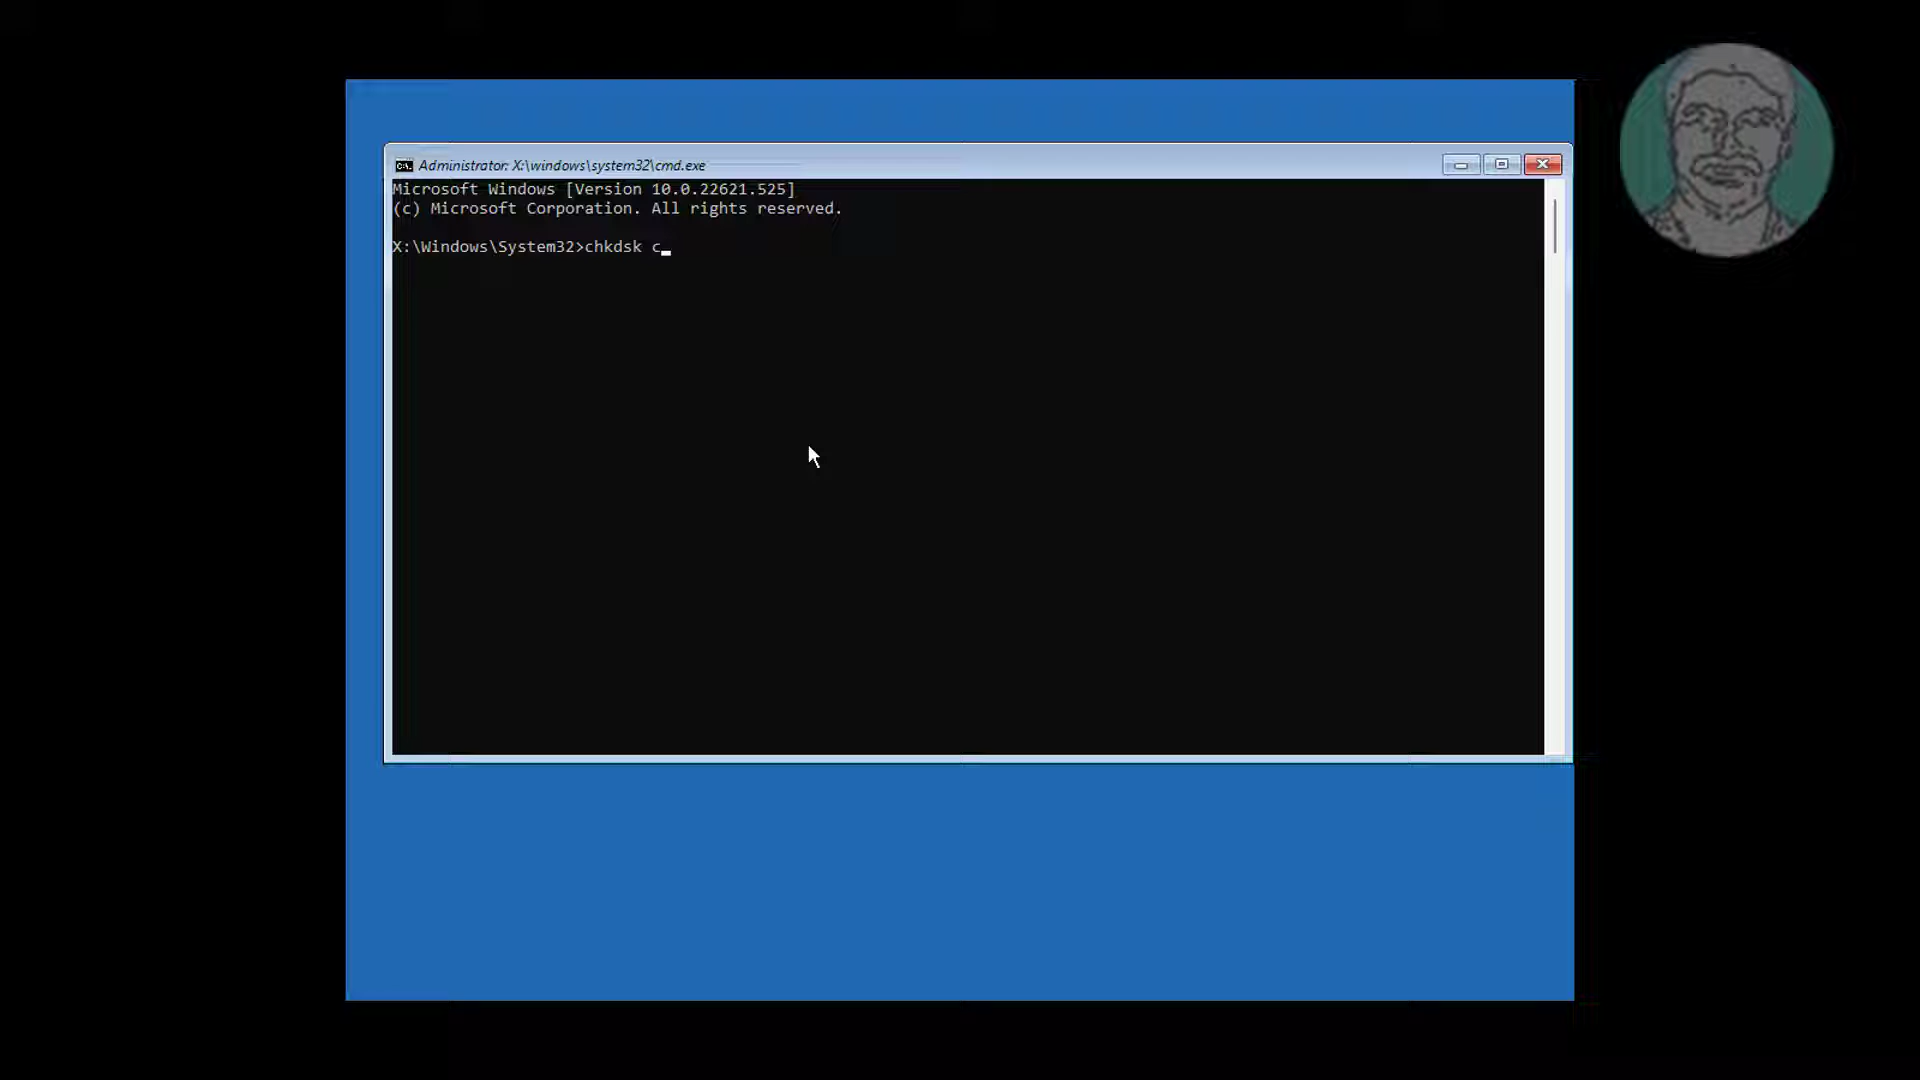 Administrator: X:\windows\system32\cmd.exe
Microsoft Windows [Version 10.0.22621.525]
(c) Microsoft Corporation. All rights reserved.
X:\Windows\System32>chkdsk c